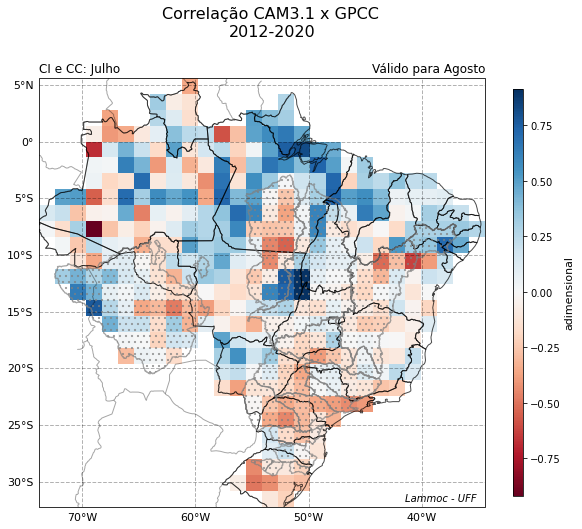 Correlação CAM3.1 x GPCC
2012-2020
CI e CC: Julho
Válido para Agosto
5°N
0°
5°S
10°S
15°S
20°S
25°S
30°S
70°W
60°W
50°W
40°W
Lammoc - UFF
0.75
0.50
0.25
0.00
−0.25
−0.50
−0.75
adimensional